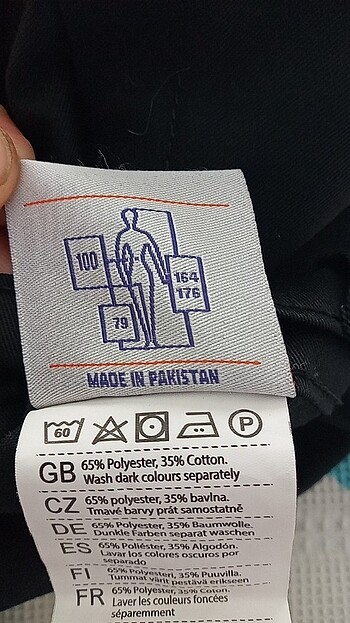 100
164
176
79
MADE IN PAKISTAN
60
P
GB 65% Polyester, 35% Cotton.
Wash dark colours separately
CZ 65% polyester, 35% bavlna.
Tmavé barvy prát samostatně
DE 65% Polyester, 35% Baumwolle.
Dunkle Farben separat waschen
ES 65% Poliéster, 35% Algodón.
Lavar los colores oscuros por
separado
FI 65% Polyesteri, 35% Puuvilla.
Tummat värit pestävä erikseen
FR 65% Polyester, 35% Coton.
Laver les couleurs foncées
séparemment